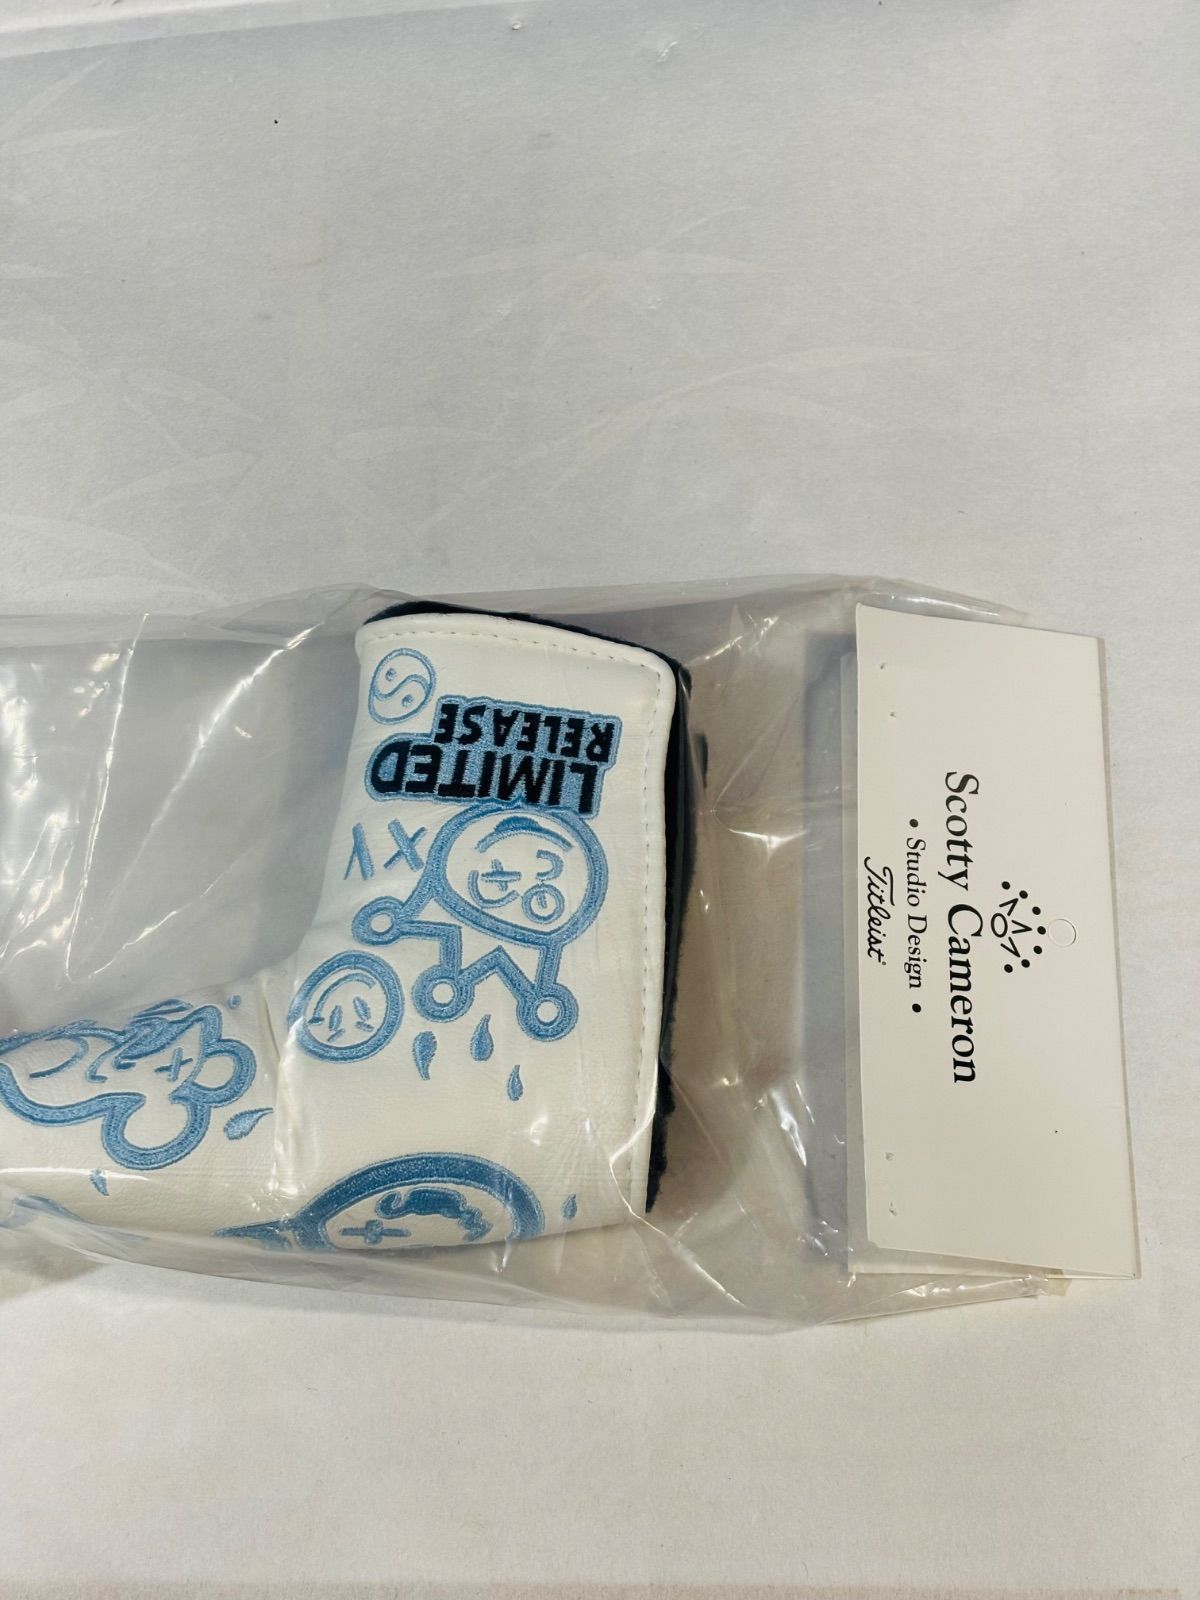 LIMITED
RELEASE
XV
Scotty Cameron
• Studio Design •
Titleist®